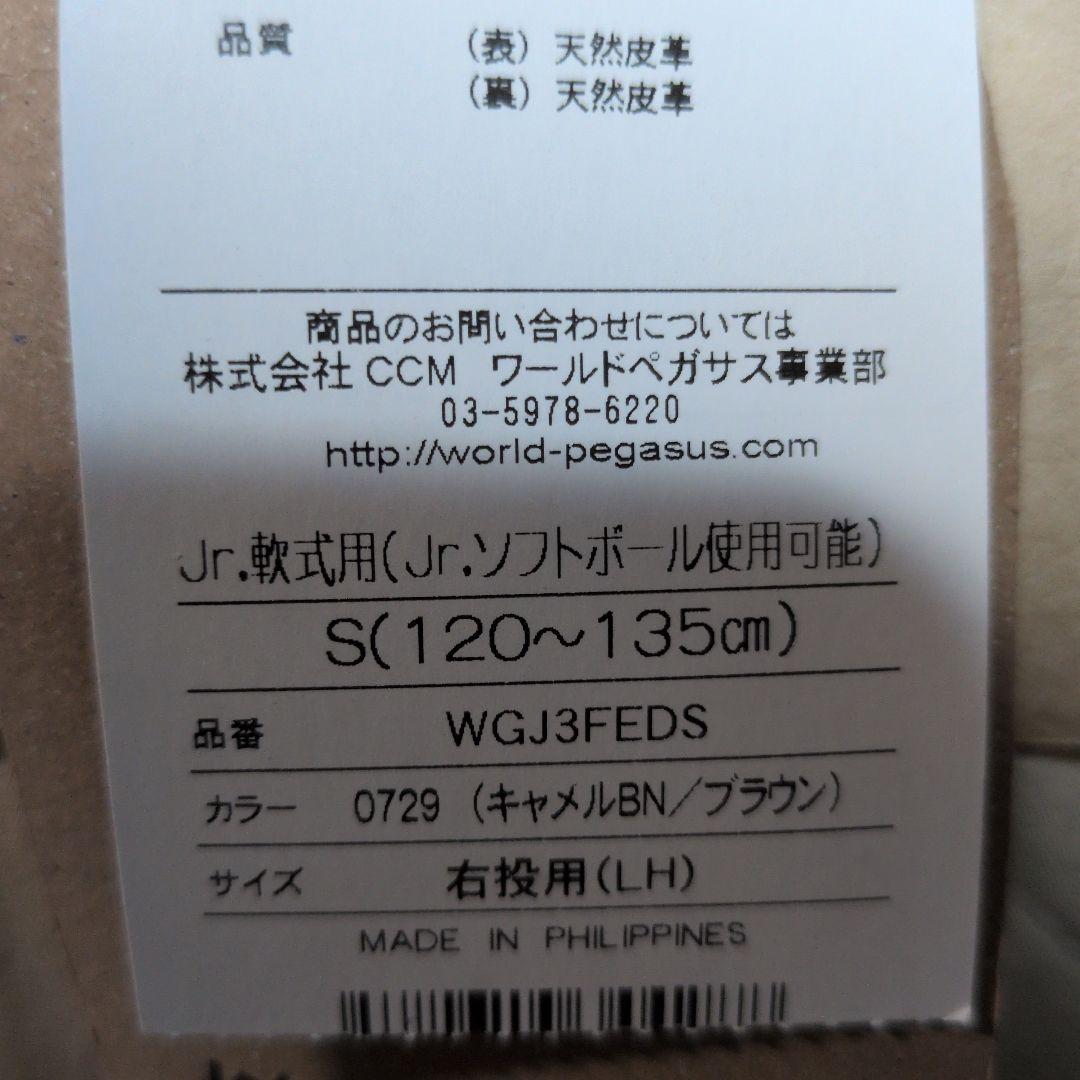 品質 (表) 天然皮革
(裏) 天然皮革
商品のお問い合わせについては
株式会社CCM ワールドペガサス事業部
03-5978-6220
http://world-pegasus.com
Jr.軟式用(Jr.ソフトボール使用可能)
S(120～135㎝)
品番 WGJ3FEDS
カラー 0729 (キャメルBN／ブラウン)
サイズ 右投用(LH)
MADE IN PHILIPPINES